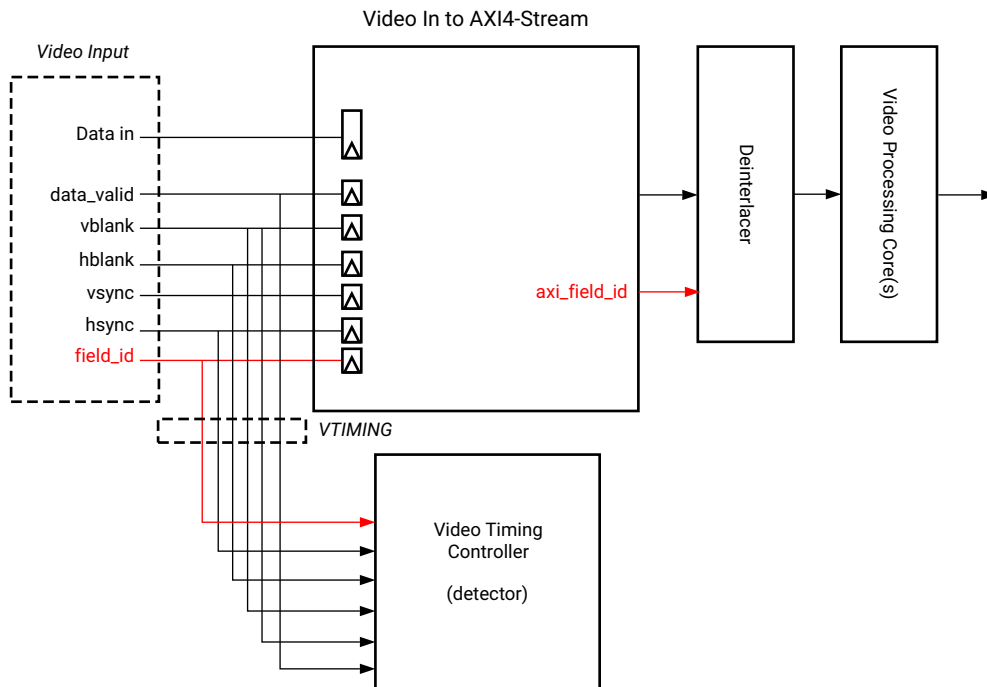 Video In to AXI4-Stream
Video Input
Data in
data_valid
vblank
hblank
vsync
hsync
field_id
axi_field_id
Deinterlacer
Video Processing
Core(s)
VTIMING
Video Timing
Controller
(detector)